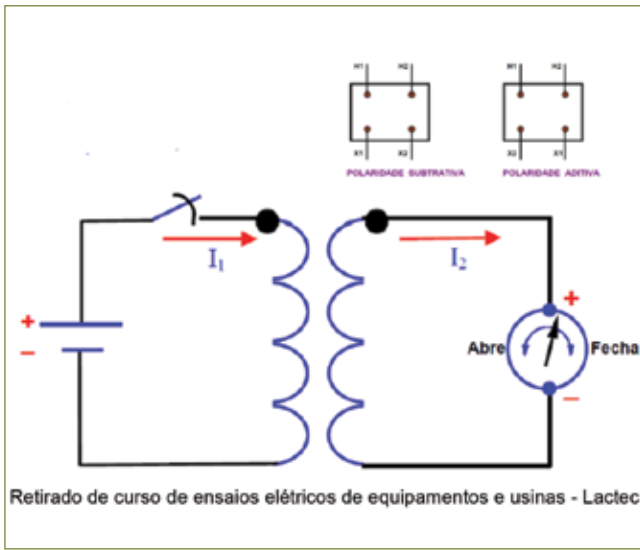 H1 H2 H1 H2
X1 X2 X2 X1
POLARIDADE SUBTRATIVA POLARIDADE ADITIVA
I1 I2
+ +
− Abre Fecha
−
Retirado de curso de ensaios elétricos de equipamentos e usinas - Lactec